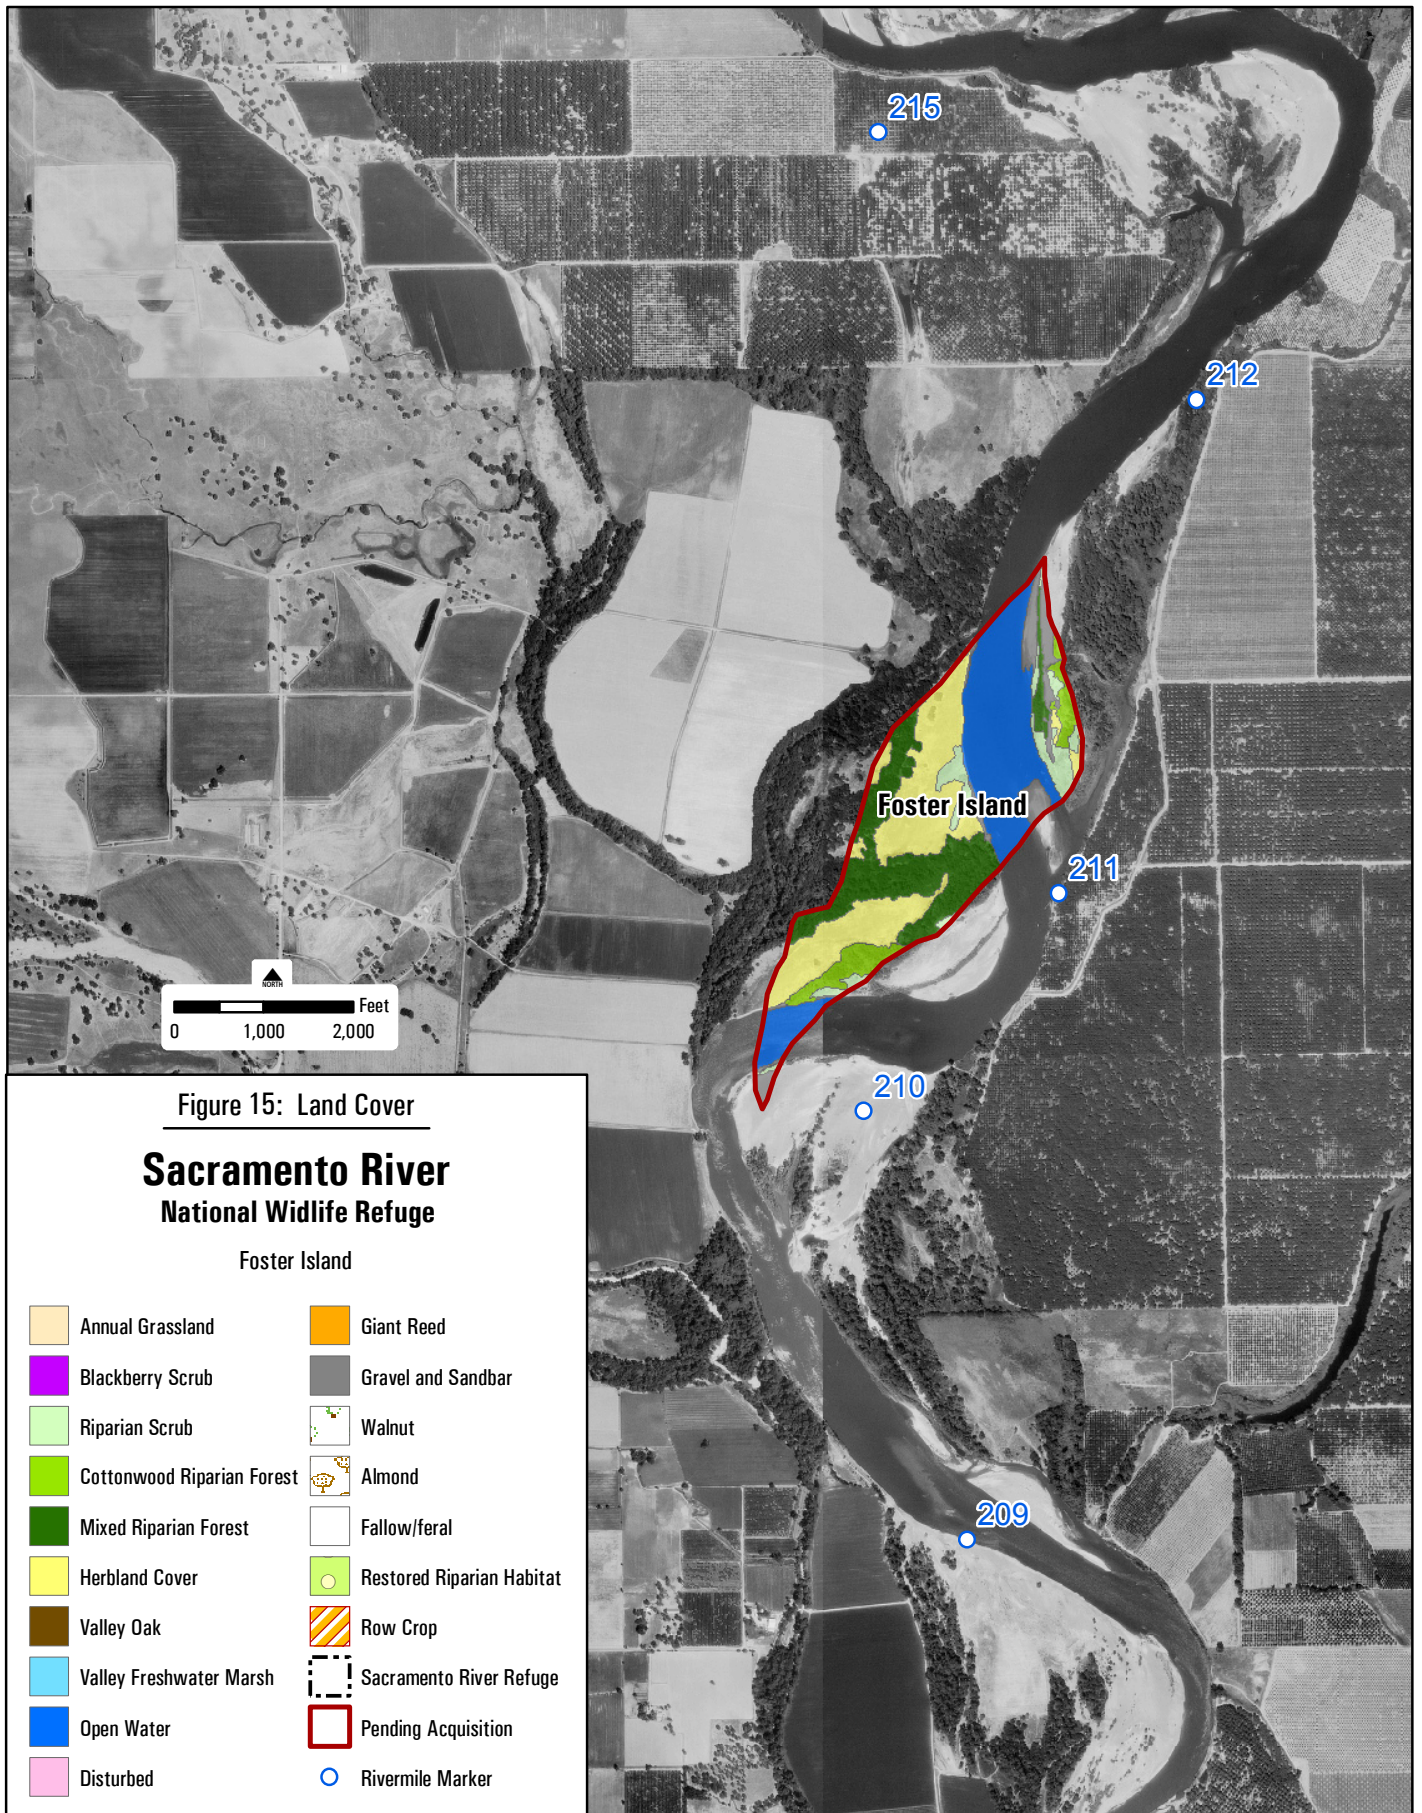 215
212
Foster Island
211
NORTH
Feet
0 1,000 2,000
210
209
Figure 15: Land Cover
Sacramento River
National Widlife Refuge
Foster Island
Annual Grassland
Blackberry Scrub
Riparian Scrub
Cottonwood Riparian Forest
Mixed Riparian Forest
Herbland Cover
Valley Oak
Valley Freshwater Marsh
Open Water
Disturbed
Giant Reed
Gravel and Sandbar
Walnut
Almond
Fallow/feral
Restored Riparian Habitat
Row Crop
Sacramento River Refuge
Pending Acquisition
Rivermile Marker